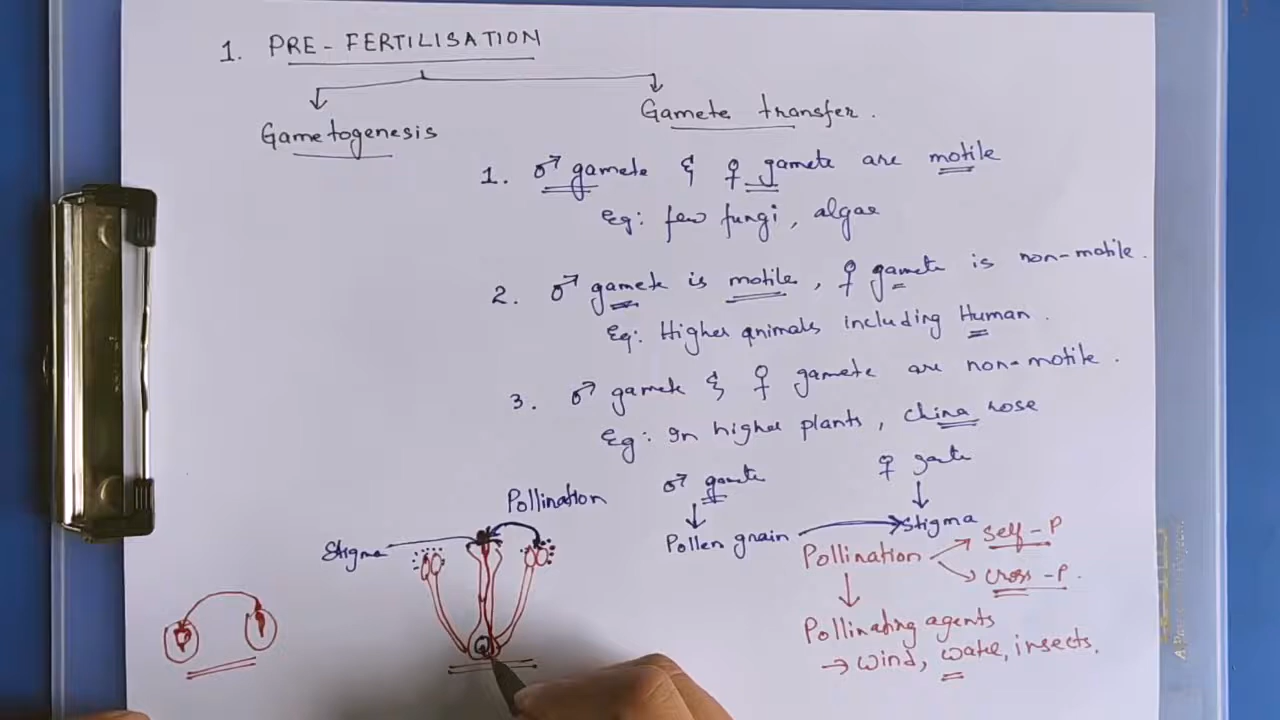 1. PRE-FERTILISATION
Gametogenesis
Gamete transfer.
1. ♂ gamete & ♀ gamete are motile
Eg: few fungi, algae
2. ♂ gamete is motile, ♀ gamete is non-motile.
Eg: Higher animals including Human.
3. ♂ gamete & ♀ gamete are non-motile.
Eg: In higher plants, china rose
♂ gamete
♀ gamete
Pollination
Stigma
Pollen grain → Stigma
Pollination
self-P
cross-P.
Pollinating agents
→ wind, water, insects.